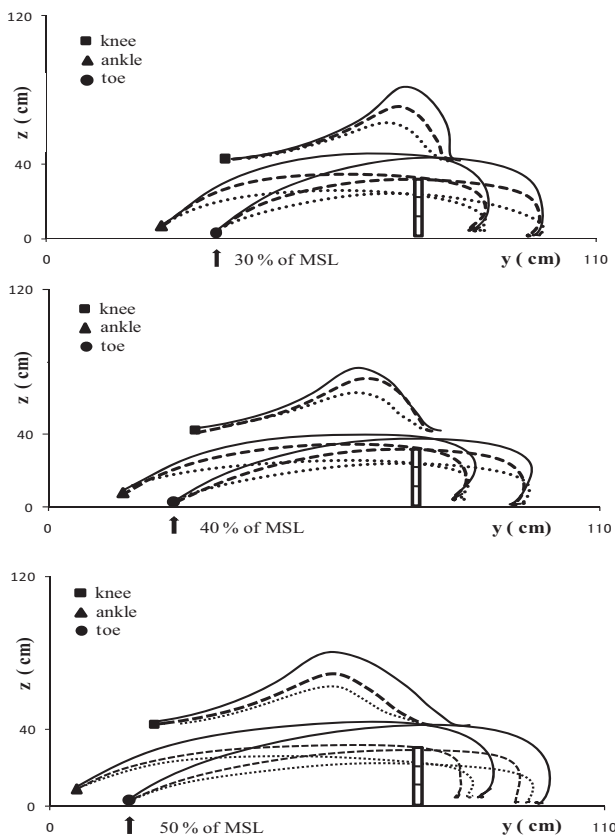 120
knee
ankle
toe
z ( cm)
40
0
0
30 % of MSL
y ( cm)
110
120
knee
ankle
toe
z ( cm)
40
0
0
40 % of MSL
y ( cm)
110
120
knee
ankle
toe
z ( cm)
40
0
0
50 % of MSL
y ( cm)
110